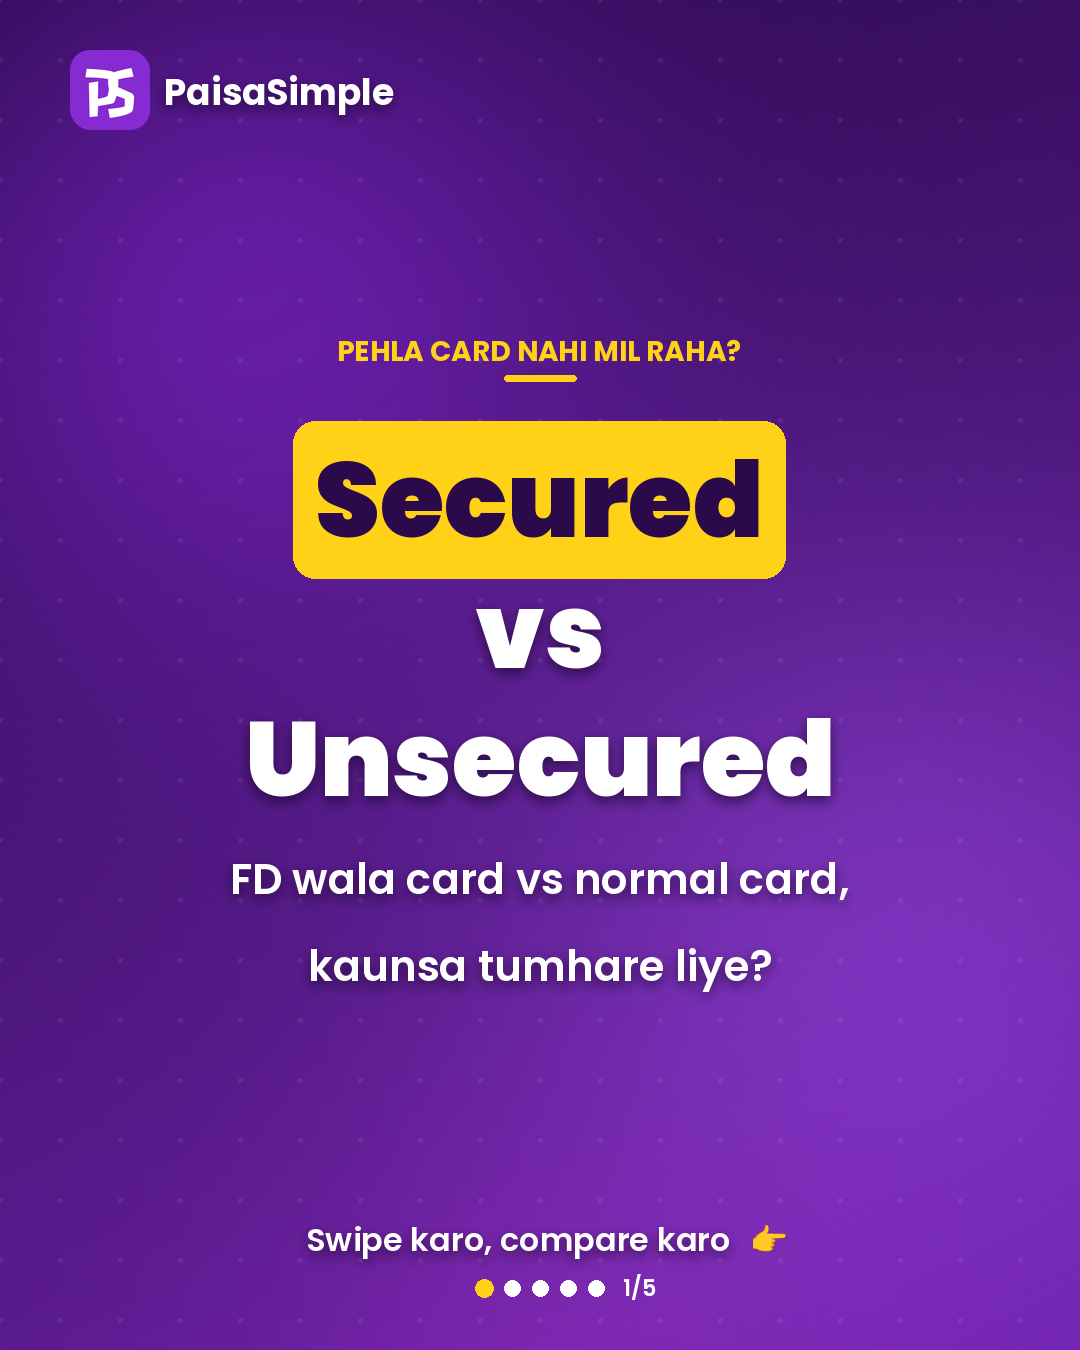 PS PaisaSimple
PEHLA CARD NAHI MIL RAHA?
Secured
vs
Unsecured
FD wala card vs normal card,
kaunsa tumhare liye?
Swipe karo, compare karo 👉
1/5